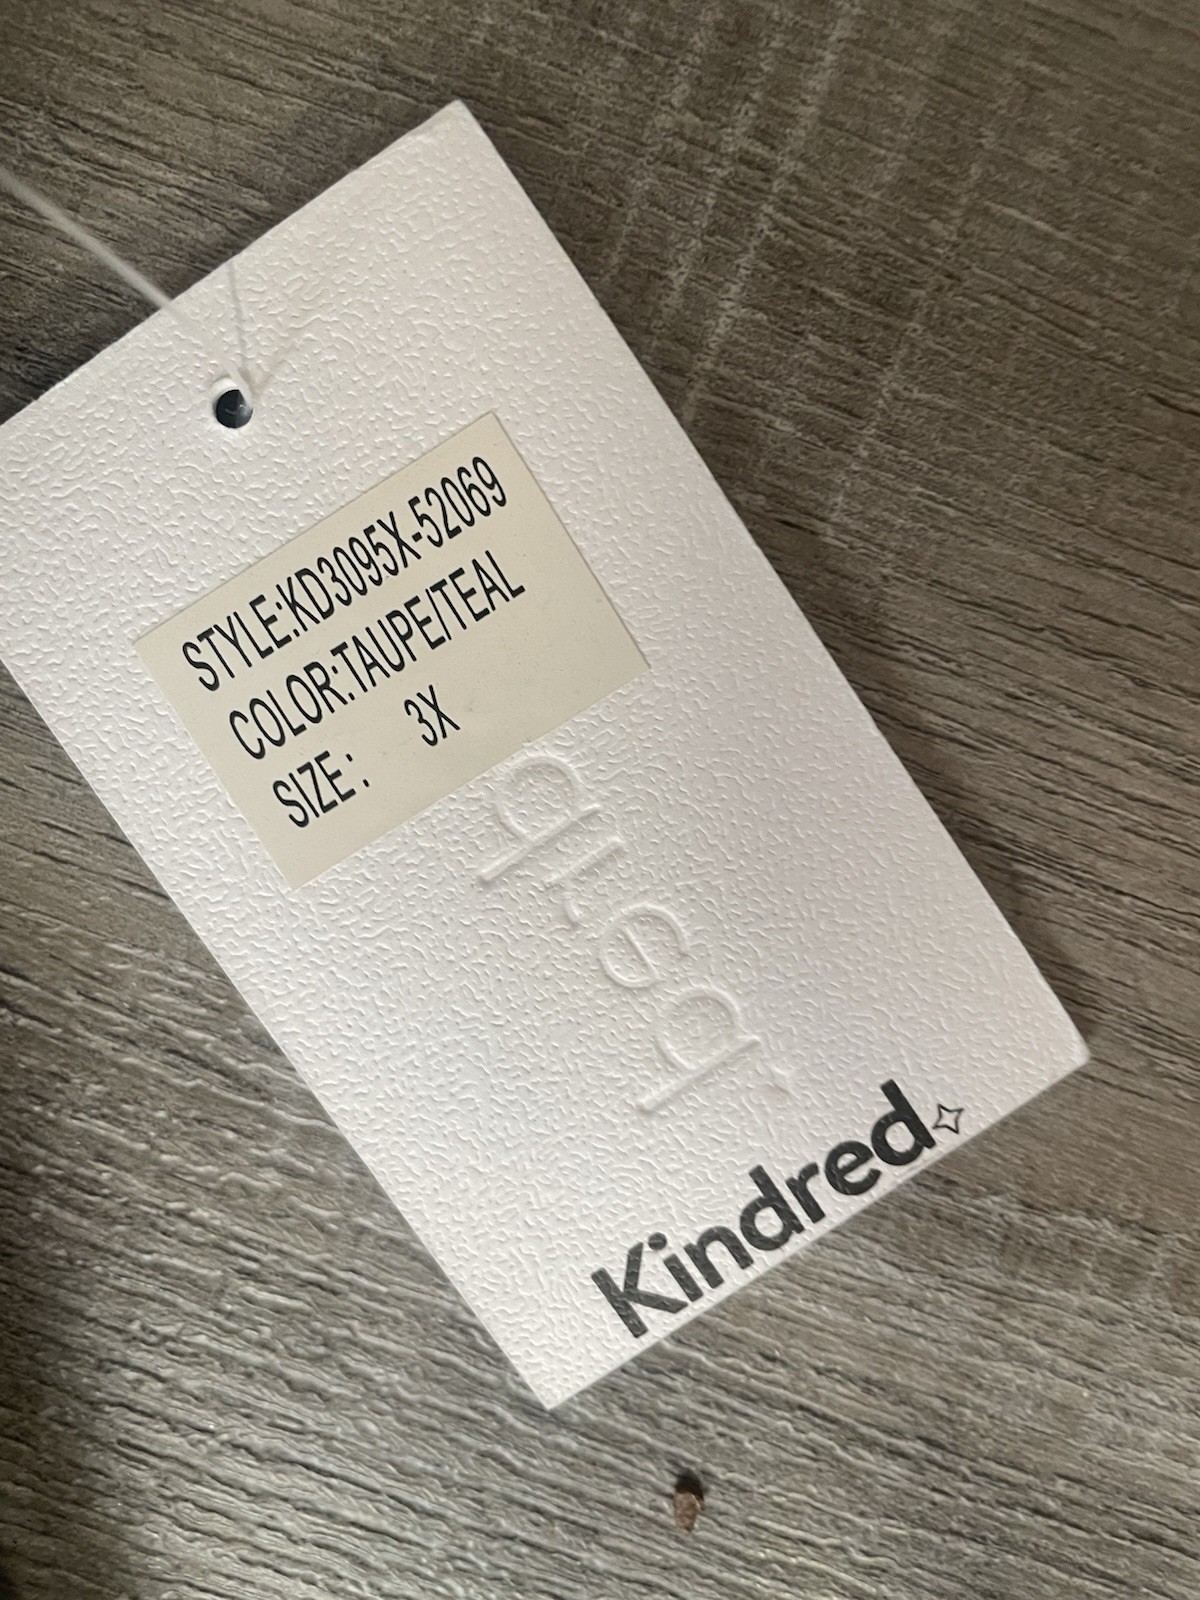 STYLE:KD3095X-52069
COLOR:TAUPE/TEAL
SIZE: 3X
Kindred